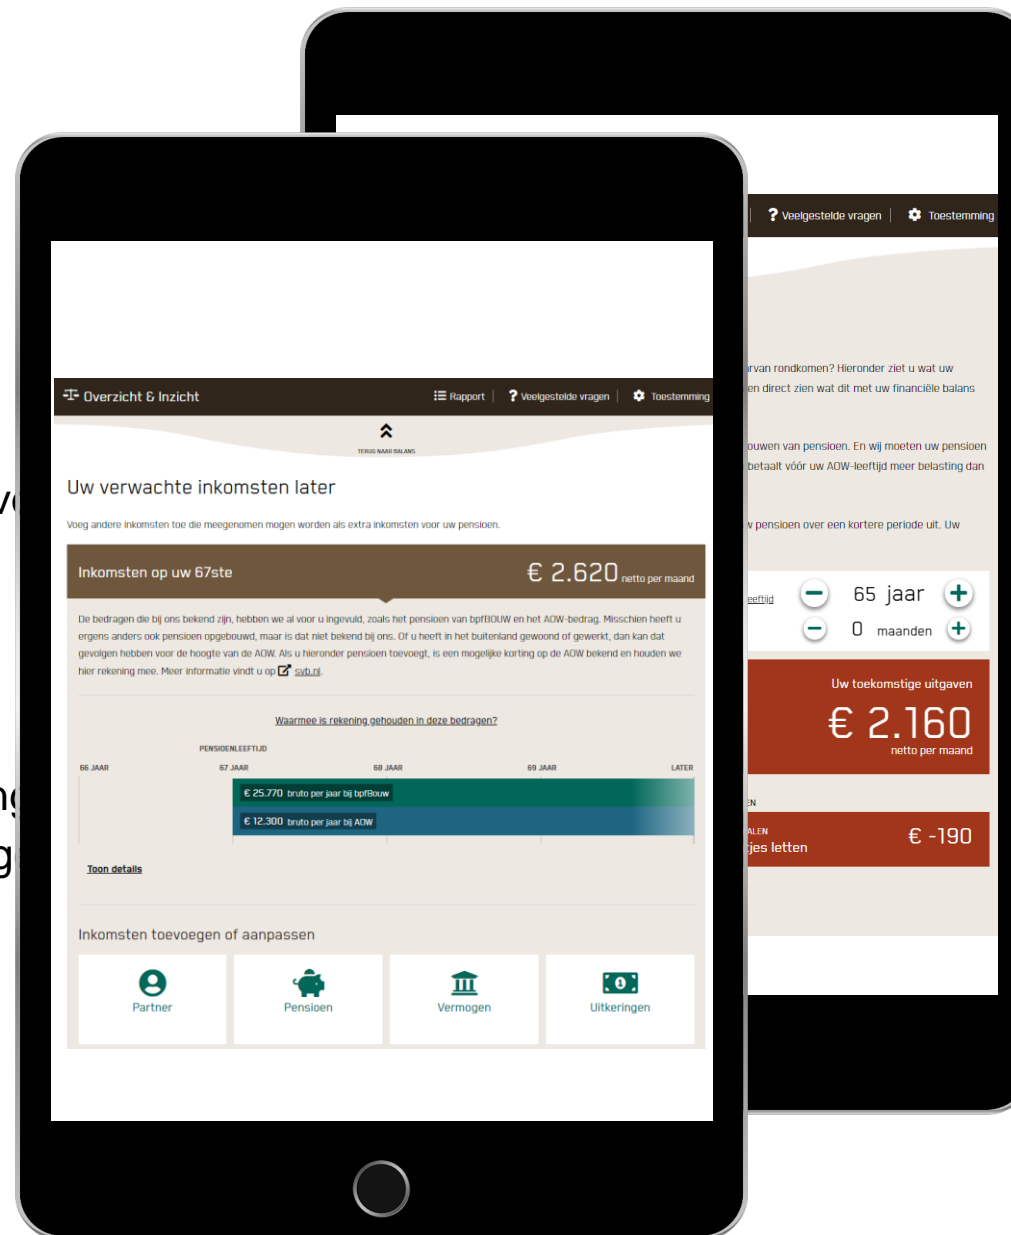 Overzicht & Inzicht
Rapport
Veelgestelde vragen
Toestemming
TERUG NAAR BALANS
Uw verwachte inkomsten later
Voeg andere inkomsten toe die meegenomen mogen worden als extra inkomsten voor uw pensioen.
Inkomsten op uw 67ste € 2.620 netto per maand
De bedragen die bij ons bekend zijn, hebben we al voor u ingevuld, zoals het pensioen van bpfBOUW en het AOW-bedrag. Misschien heeft u
ergens anders ook pensioen opgebouwd, maar is dat niet bekend bij ons. Of u heeft in het buitenland gewoond of gewerkt, dan kan dat
gevolgen hebben voor de hoogte van de AOW. Als u hieronder pensioen toevoegt, is een mogelijke korting op de AOW bekend en houden we
hier rekening mee. Meer informatie vindt u op svb.nl.
Waarmee is rekening gehouden in deze bedragen?
PENSIOENLEEFTIJD
66 JAAR 67 JAAR 68 JAAR 69 JAAR LATER
€ 25.770 bruto per jaar bij bpfBouw
€ 12.300 bruto per jaar bij AOW
Toon details
Inkomsten toevoegen of aanpassen
Partner
Pensioen
Vermogen
Uitkeringen
Veelgestelde vragen
Toestemming
rondkomen? Hieronder ziet u wat uw
en direct zien wat dit met uw financiële balans
ouwen van pensioen. En wij moeten uw pensioen
betaalt vóór uw AOW-leeftijd meer belasting dan
pensioen over een kortere periode uit. Uw
eeftijd
65 jaar
0 maanden
Uw toekomstige uitgaven
€ 2.160
netto per maand
EN
ALEN
tjes letten
€ -190